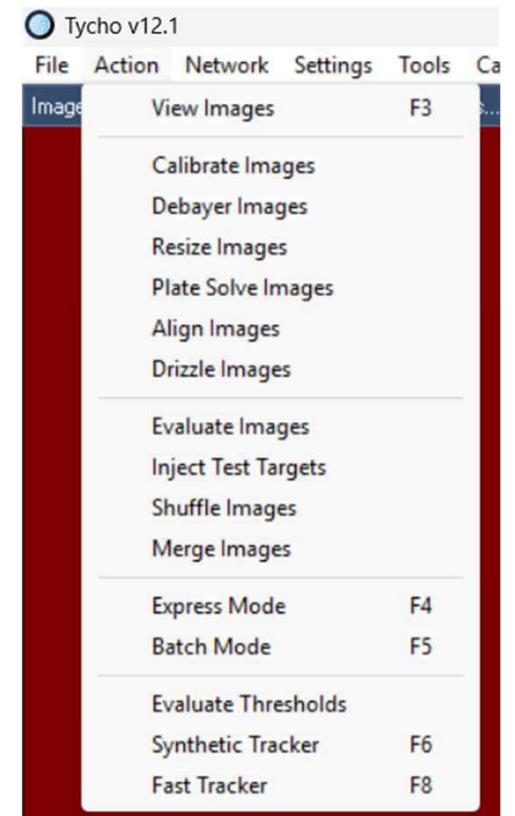 Tycho v12.1
File Action Network Settings Tools Ca
Image s...
View Images F3
Calibrate Images
Debayer Images
Resize Images
Plate Solve Images
Align Images
Drizzle Images
Evaluate Images
Inject Test Targets
Shuffle Images
Merge Images
Express Mode F4
Batch Mode F5
Evaluate Thresholds
Synthetic Tracker F6
Fast Tracker F8